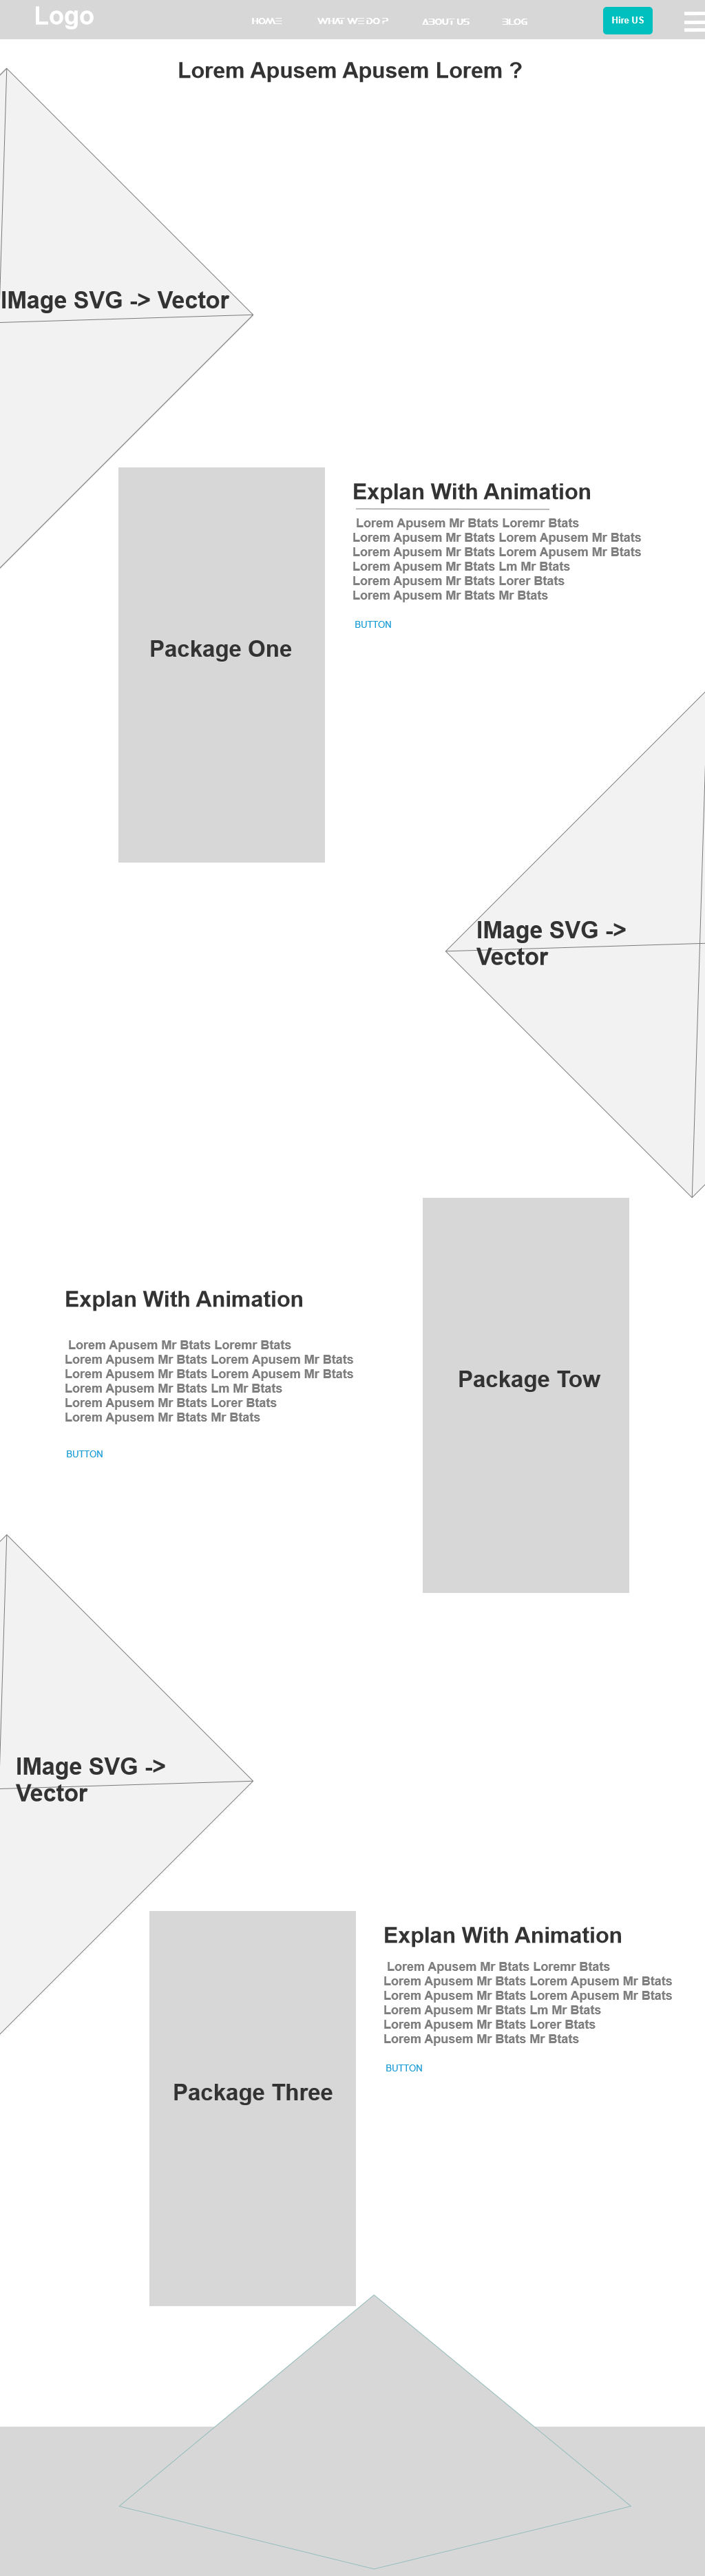 Logo
HOME
WHAT WE DO ?
ABOUT US
BLOG
Hire US
Lorem Apusem Apusem Lorem ?
IMage SVG -> Vector
Explan With Animation
Lorem Apusem Mr Btats Loremr Btats
Lorem Apusem Mr Btats Lorem Apusem Mr Btats
Lorem Apusem Mr Btats Lorem Apusem Mr Btats
Lorem Apusem Mr Btats Lm Mr Btats
Lorem Apusem Mr Btats Lorer Btats
Lorem Apusem Mr Btats Mr Btats
BUTTON
Package One
IMage SVG ->
Vector
Explan With Animation
Lorem Apusem Mr Btats Loremr Btats
Lorem Apusem Mr Btats Lorem Apusem Mr Btats
Lorem Apusem Mr Btats Lorem Apusem Mr Btats
Lorem Apusem Mr Btats Lm Mr Btats
Lorem Apusem Mr Btats Lorer Btats
Lorem Apusem Mr Btats Mr Btats
BUTTON
Package Tow
IMage SVG ->
Vector
Explan With Animation
Lorem Apusem Mr Btats Loremr Btats
Lorem Apusem Mr Btats Lorem Apusem Mr Btats
Lorem Apusem Mr Btats Lorem Apusem Mr Btats
Lorem Apusem Mr Btats Lm Mr Btats
Lorem Apusem Mr Btats Lorer Btats
Lorem Apusem Mr Btats Mr Btats
BUTTON
Package Three